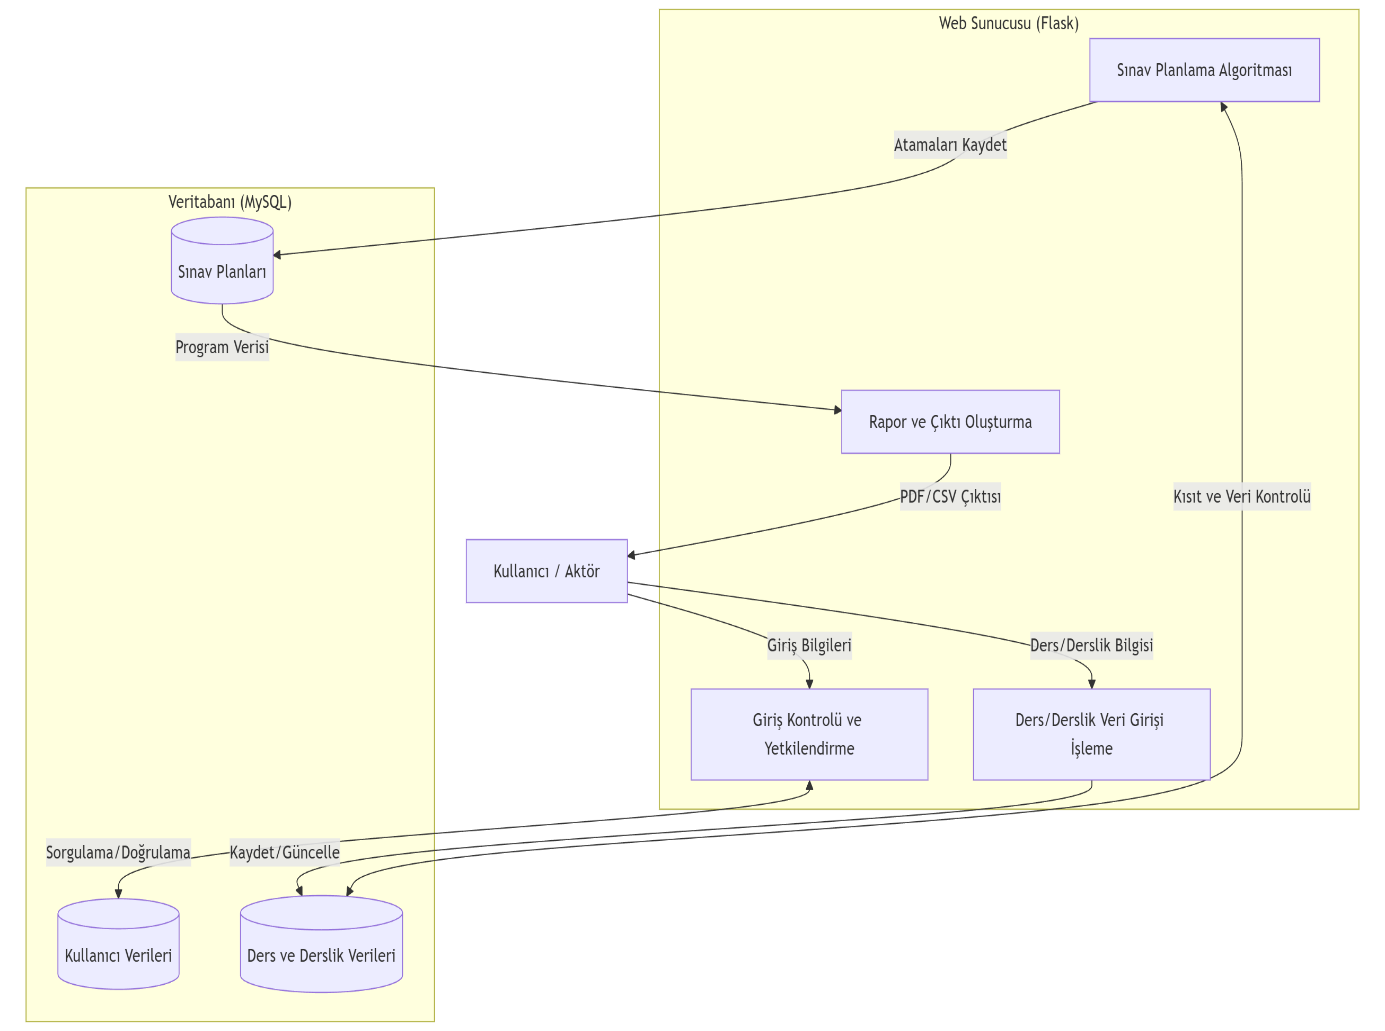 Web Sunucusu (Flask)
Sınav Planlama Algoritması
Atamaları Kaydet
Veritabanı (MySQL)
Sınav Planları
Program Verisi
Rapor ve Çıktı Oluşturma
PDF/CSV Çıktısı
Kısıt ve Veri Kontrolü
Kullanıcı / Aktör
Giriş Bilgileri
Ders/Derslik Bilgisi
Giriş Kontrolü ve
Yetkilendirme
Ders/Derslik Veri Girişi
İşleme
Sorgulama/Doğrulama
Kaydet/Güncelle
Kullanıcı Verileri
Ders ve Derslik Verileri